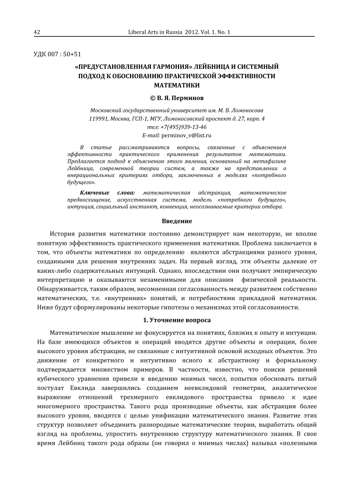 42 Liberal Arts in Russia 2012. Vol. 1. No. 1
УДК 007 : 50+51
«ПРЕДУСТАНОВЛЕННАЯ ГАРМОНИЯ» ЛЕЙБНИЦА И СИСТЕМНЫЙ
ПОДХОД К ОБОСНОВАНИЮ ПРАКТИЧЕСКОЙ ЭФФЕКТИВНОСТИ
МАТЕМАТИКИ
© В. Я. Перминов
Московский государственный университет им. М. В. Ломоносова
119991, Москва, ГСП-1, МГУ, Ломоносовский проспект д. 27, корп. 4
тел: +7(495)939-13-46
E-mail: perminov_v@list.ru
В статье рассматриваются вопросы, связанные с объяснением
эффективности практического применения результатов математики.
Предлагается подход к объяснению этого явления, основанный на метафизике
Лейбница, современной теории систем, а также на представлении о
внерациональных критериях отбора, заключенных в моделях «потребного
будущего».
Ключевые слова: математическая абстракция, математическое
предвосхищение, искусственная система, модель «потребного будущего»,
интуиция, социальный инстинкт, конвенция, неосознаваемые критерии отбора.
Введение
История развития математики постоянно демонстрирует нам некоторую, не вполне
понятную эффективность практического применения математики. Проблема заключается в
том, что объекты математики по определению являются абстракциями разного уровня,
созданными для решения внутренних задач. На первый взгляд, эти объекты далекие от
каких-либо содержательных интуиций. Однако, впоследствии они получают эмпирическую
интерпретацию и оказываются незаменимыми для описания физической реальности.
Обнаруживается, таким образом, несомненная согласованность между развитием собственно
математических, т.е. «внутренних» понятий, и потребностями прикладной математики.
Ниже будут сформулированы некоторые гипотезы о механизмах этой согласованности.
1. Уточнение вопроса
Математическое мышление не фокусируется на понятиях, близких к опыту и интуиции.
На базе имеющихся объектов и операций вводятся другие объекты и операции, более
высокого уровня абстракции, не связанные с интуитивной основой исходных объектов. Это
движение от конкретного и интуитивно ясного к абстрактному и формальному
подтверждается множеством примеров. В частности, известно, что поиски решений
кубического уравнения привели к введению мнимых чисел, попытки обосновать пятый
постулат Евклида завершились созданием неевклидовой геометрии, аналитическое
выражение отношений трехмерного евклидового пространства привело к идее
многомерного пространства. Такого рода производные объекты, как абстракции более
высокого уровня, вводятся с целью унификации математического знания. Развитие этих
структур позволяет объединить разнородные математические теории, выработать общий
взгляд на проблемы, упростить внутреннюю структуру математического знания. В свое
время Лейбниц такого рода образы (он говорил о мнимых числах) называл «полезными